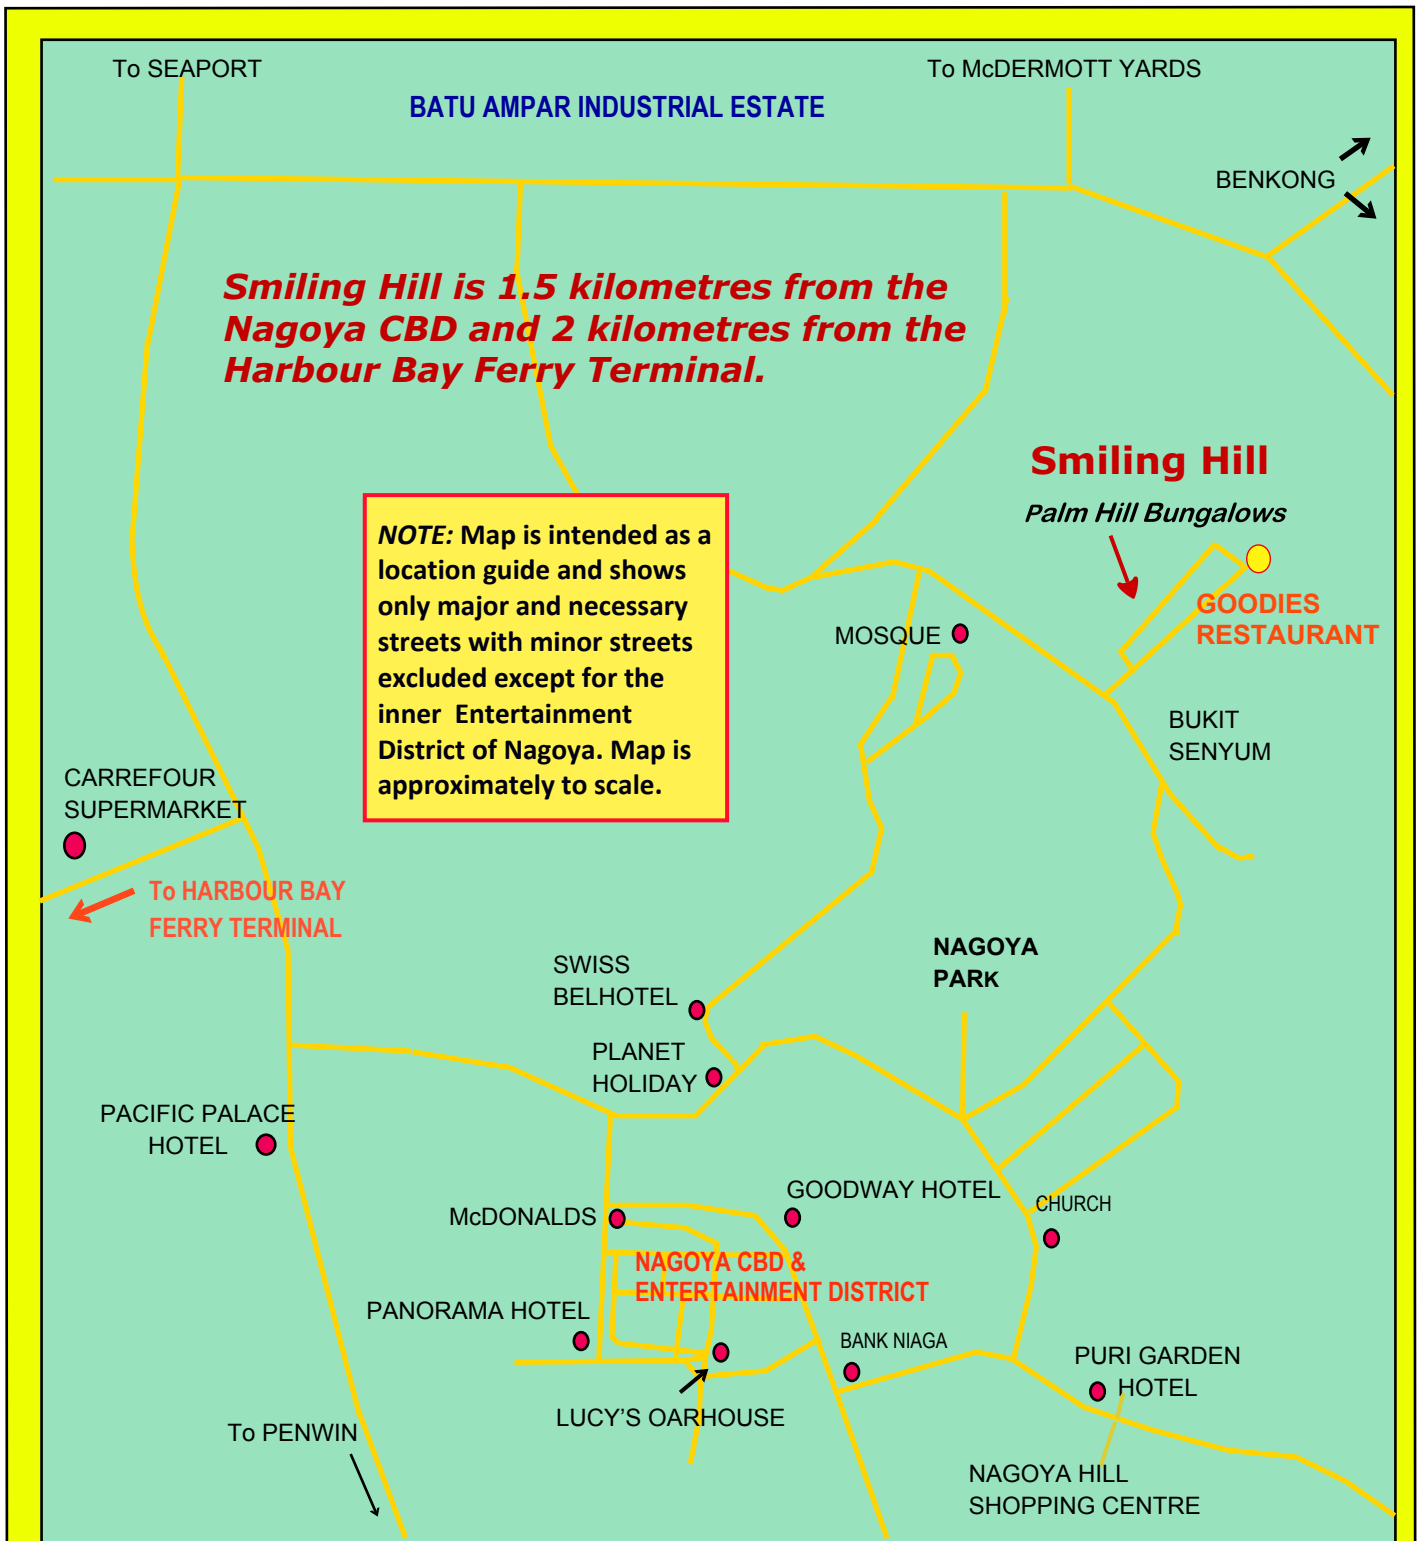 To SEAPORT
To McDERMOTT YARDS
BATU AMPAR INDUSTRIAL ESTATE
BENKONG
Smiling Hill is 1.5 kilometres from the
Nagoya CBD and 2 kilometres from the
Harbour Bay Ferry Terminal.
Smiling Hill
Palm Hill Bungalows
NOTE: Map is intended as a
location guide and shows
only major and necessary
streets with minor streets
excluded except for the
inner Entertainment
District of Nagoya. Map is
approximately to scale.
GOODIES
RESTAURANT
MOSQUE
BUKIT
SENYUM
CARREFOUR
SUPERMARKET
To HARBOUR BAY
FERRY TERMINAL
NAGOYA
PARK
SWISS
BELHOTEL
PLANET
HOLIDAY
PACIFIC PALACE
HOTEL
GOODWAY HOTEL
CHURCH
McDONALDS
NAGOYA CBD &
ENTERTAINMENT DISTRICT
PANORAMA HOTEL
BANK NIAGA
PURI GARDEN
HOTEL
LUCY'S OARHOUSE
To PENWIN
NAGOYA HILL
SHOPPING CENTRE